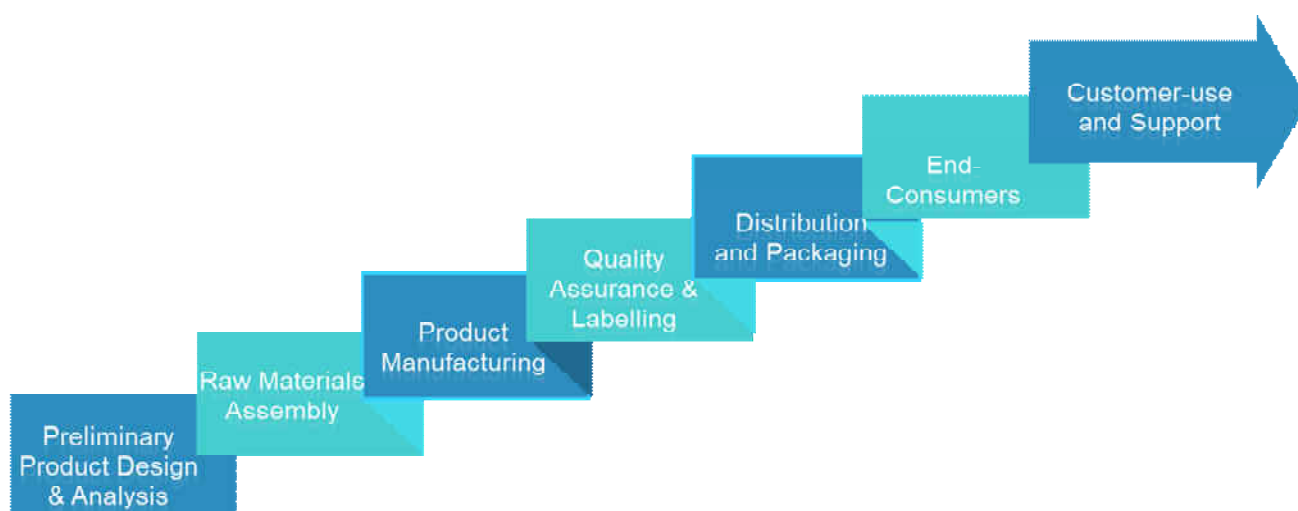 Preliminary
Product Design
& Analysis
Raw Materials
Assembly
Product
Manufacturing
Quality
Assurance &
Labelling
Distribution
and Packaging
End-
Consumers
Customer-use
and Support